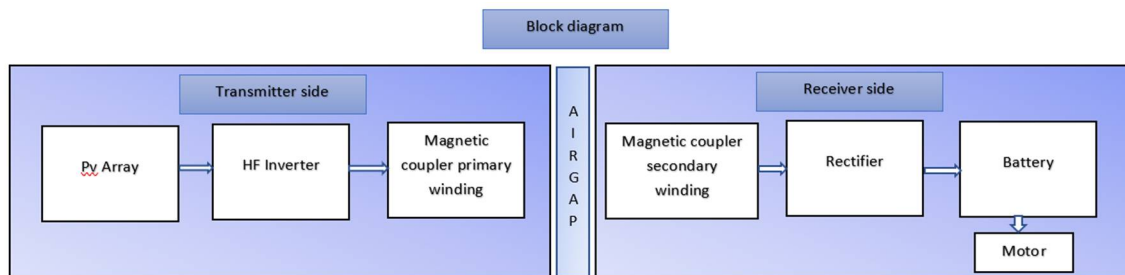 Block diagram
Transmitter side
Pv Array
HF Inverter
Magnetic
coupler primary
winding
A
I
R
G
A
P
Receiver side
Magnetic coupler
secondary
winding
Rectifier
Battery
Motor